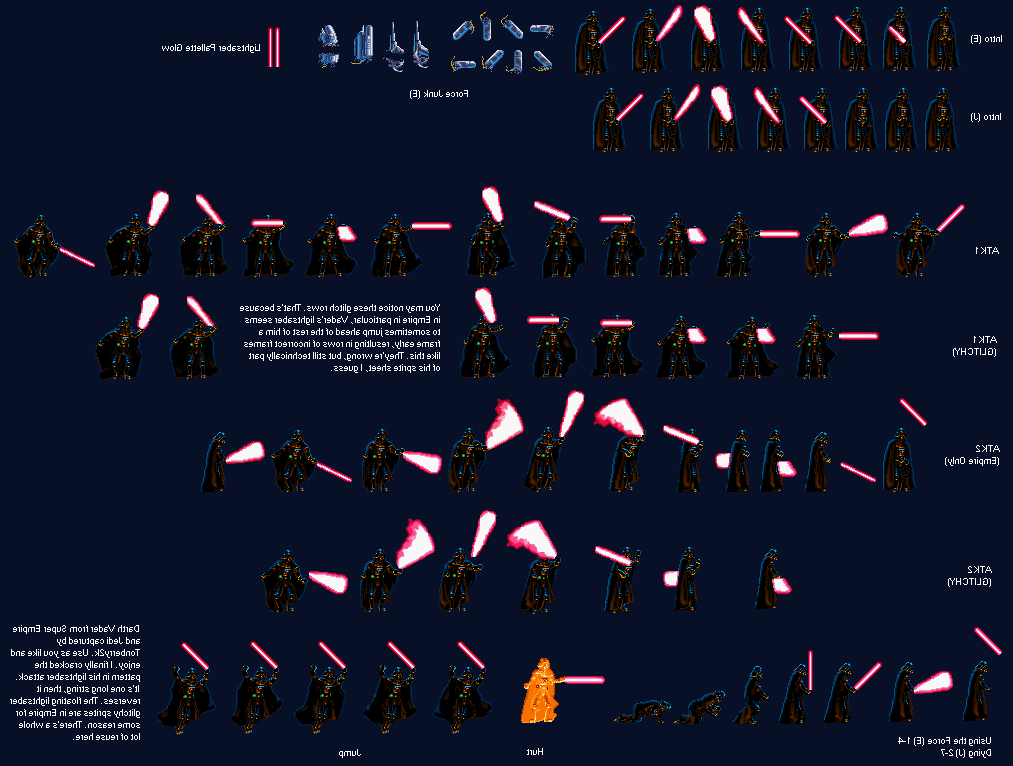 Intro (E)
Lightsaber Pallette Glow
Force Junk (E)
Intro (J)
ATK1
You may notice these glitch rows. That's because
in Empire in particular, Vader's lightsaber seems
to sometimes jump ahead of the rest of him a
frame early, resulting in rows of incorrect frames
like this. They're wrong, but still technically part
of his sprite sheet, I guess.
ATK1
(GLITCHY)
ATK2
(Empire Only)
ATK2
(GLITCHY)
Darth Vader from Super Empire
and Jedi captured by
Tonberry2k. Use as you like and
enjoy. I finally cracked the
pattern in his lightsaber attack.
It's one long string, then it
reverses. The floating lightsaber
glitchy sprites are in Empire for
some reason. There's a whole
lot of reuse here.
Using the Force (E) 1-4
Dying (J) 2-7
Hurt
Jump